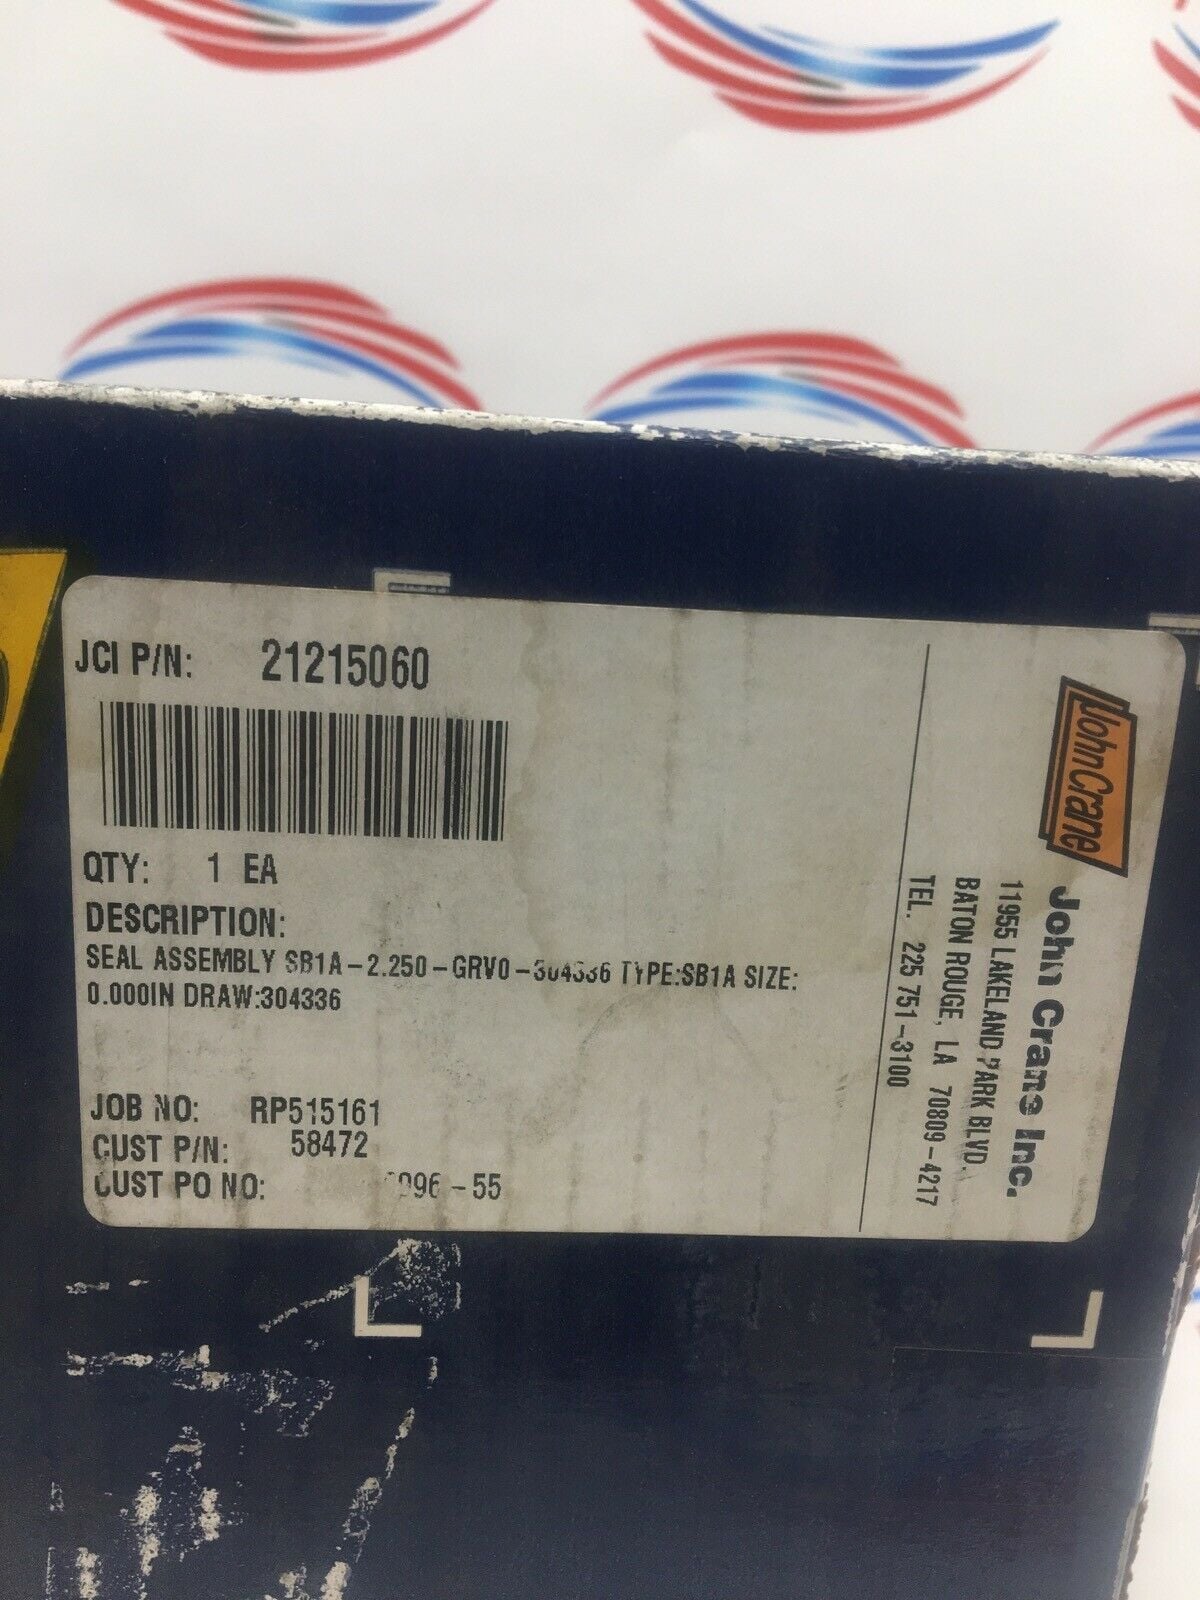 JCI P/N: 21215060
QTY: 1 EA
DESCRIPTION:
SEAL ASSEMBLY SB1A-2.250-GRV0-304336 TYPE:SB1A SIZE:
0.000IN DRAW:304336
JOB NO: RP515161
CUST P/N: 58472
CUST PO NO:
John Crane
John Crane Inc.
11955 LAKELAND PARK BLVD.
BATON ROUGE, LA 70809-4217
TEL. 225 751-3100